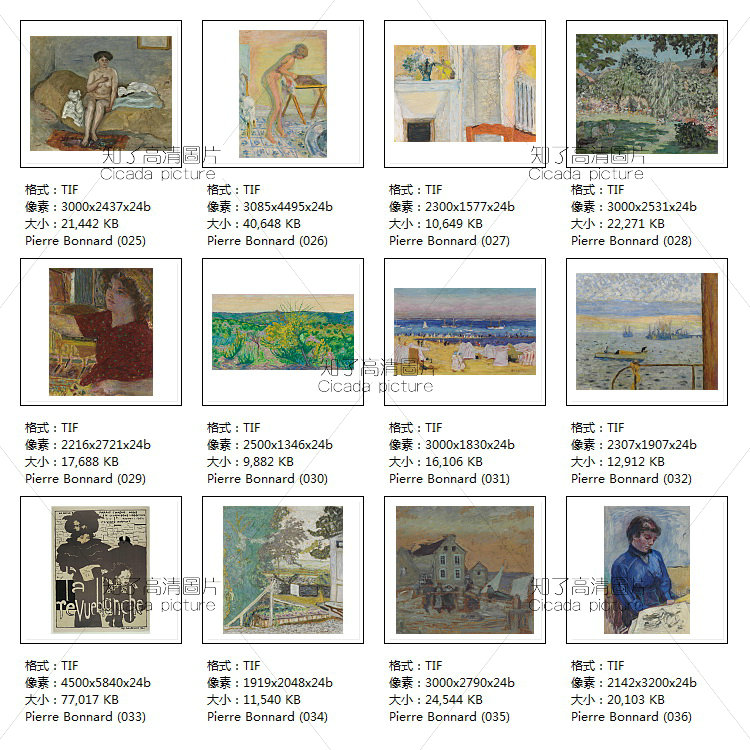 知了高清圖片
Cicada picture
知了高清圖片
Cicada picture
格式：TIF
像素：3000x2437x24b
大小：21,442 KB
Pierre Bonnard (025)
格式：TIF
像素：3085x4495x24b
大小：40,648 KB
Pierre Bonnard (026)
格式：TIF
像素：2300x1577x24b
大小：10,649 KB
Pierre Bonnard (027)
格式：TIF
像素：3000x2531x24b
大小：22,271 KB
Pierre Bonnard (028)
知了高清圖片
Cicada picture
格式：TIF
像素：2216x2721x24b
大小：17,688 KB
Pierre Bonnard (029)
格式：TIF
像素：2500x1346x24b
大小：9,882 KB
Pierre Bonnard (030)
格式：TIF
像素：3000x1830x24b
大小：16,106 KB
Pierre Bonnard (031)
格式：TIF
像素：2307x1907x24b
大小：12,912 KB
Pierre Bonnard (032)
la
revue blanche
知了高清圖片
Cicada picture
知了高清圖片
Cicada picture
格式：TIF
像素：4500x5840x24b
大小：77,017 KB
Pierre Bonnard (033)
格式：TIF
像素：1919x2048x24b
大小：11,540 KB
Pierre Bonnard (034)
格式：TIF
像素：3000x2790x24b
大小：24,544 KB
Pierre Bonnard (035)
格式：TIF
像素：2142x3200x24b
大小：20,103 KB
Pierre Bonnard (036)